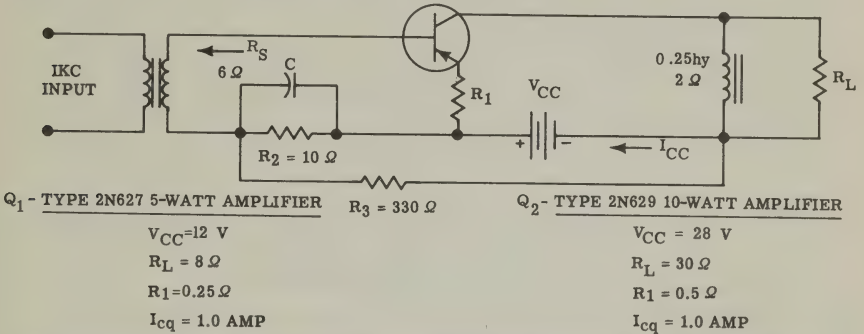 IKC
INPUT
R_S
6 Ω
C
R_2 = 10 Ω
R_1
V_CC
+ -
I_CC
0.25hy
2 Ω
R_L
R_3 = 330 Ω
Q_1 - TYPE 2N627 5-WATT AMPLIFIER
V_CC=12 V
R_L = 8 Ω
R_1=0.25 Ω
I_cq = 1.0 AMP
Q_2 - TYPE 2N629 10-WATT AMPLIFIER
V_CC = 28 V
R_L = 30 Ω
R_1 = 0.5 Ω
I_cq = 1.0 AMP